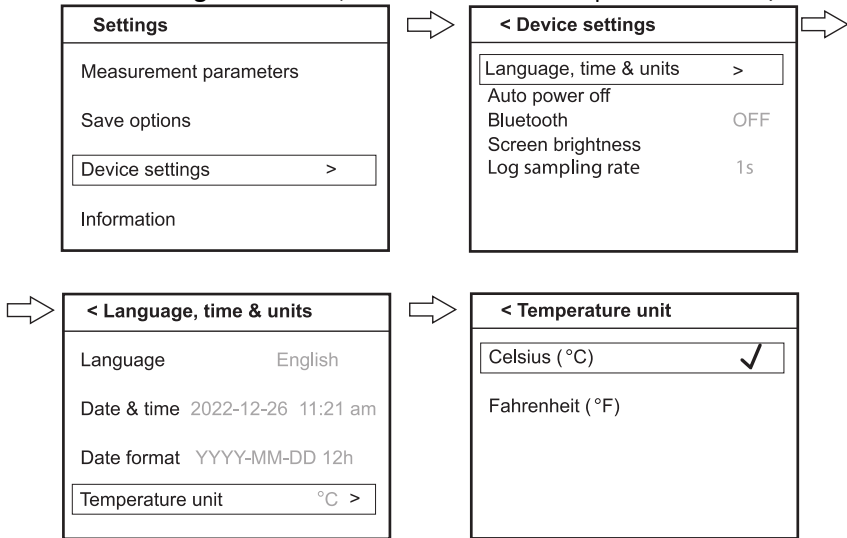 Settings
Measurement parameters
Save options
Device settings >
Information
< Device settings
Language, time & units >
Auto power off
Bluetooth OFF
Screen brightness
Log sampling rate 1s
< Language, time & units
Language English
Date & time 2022-12-26 11:21 am
Date format YYYY-MM-DD 12h
Temperature unit °C >
< Temperature unit
Celsius (°C) ✓
Fahrenheit (°F)